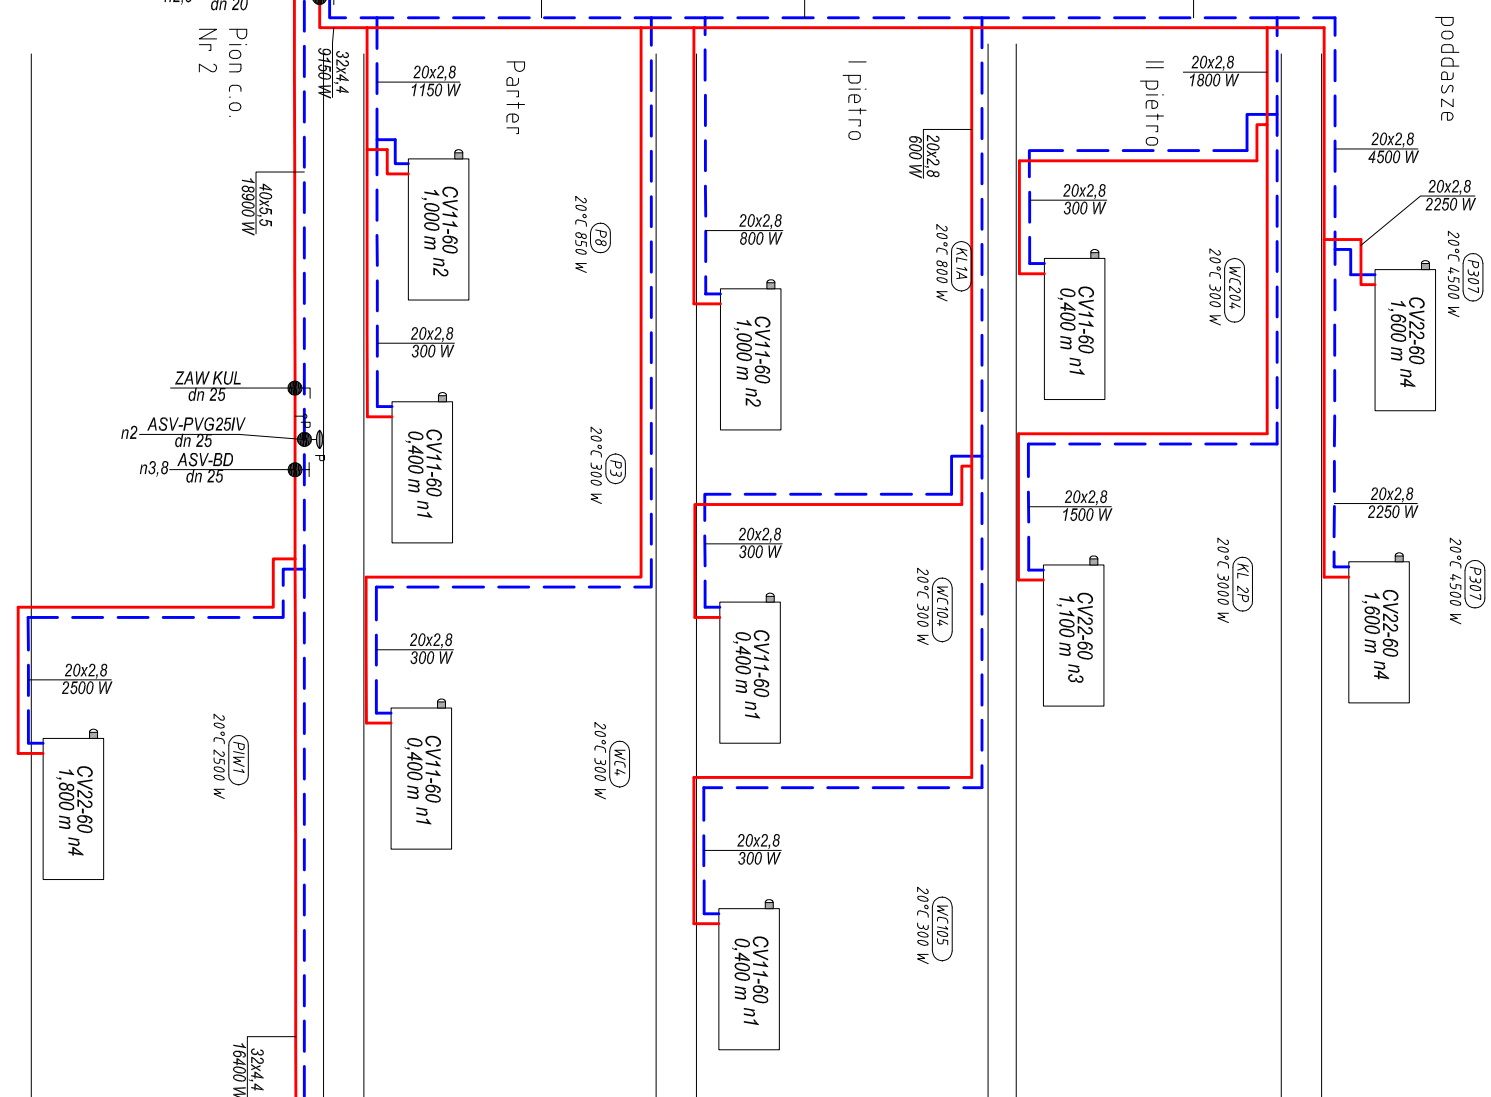 dn 20
Pion c.o.
Nr 2
32x4,4
9150 W
20x2,8
1150 W
Parter
I pietro
20x2,8
600 W
II pietro
20x2,8
1800 W
poddasze
20x2,8
4500 W
20x2,8
2250 W
P307
20°C 4500 W
CV22-60
1,600 m n4
40x5,5
18900 W
CV11-60
1,000 m n2
P8
20°C 850 W
20x2,8
800 W
KL1A
20°C 800 W
20x2,8
300 W
WC204
20°C 300 W
CV11-60
0,400 m n1
CV11-60
1,000 m n2
20x2,8
300 W
ZAW KUL
dn 25
n2
ASV-PVG25IV
dn 25
P
n3,8
ASV-BD
dn 25
CV11-60
0,400 m n1
P3
20°C 300 W
20x2,8
300 W
20x2,8
1500 W
20x2,8
2250 W
KL 2P
20°C 3000 W
P307
20°C 4500 W
CV22-60
1,600 m n4
CV22-60
1,100 m n3
WC104
20°C 300 W
CV11-60
0,400 m n1
20x2,8
300 W
20x2,8
2500 W
PIW1
20°C 2500 W
CV11-60
0,400 m n1
WC4
20°C 300 W
CV22-60
1,800 m n4
20x2,8
300 W
WC105
20°C 300 W
CV11-60
0,400 m n1
32x4,4
16400 W